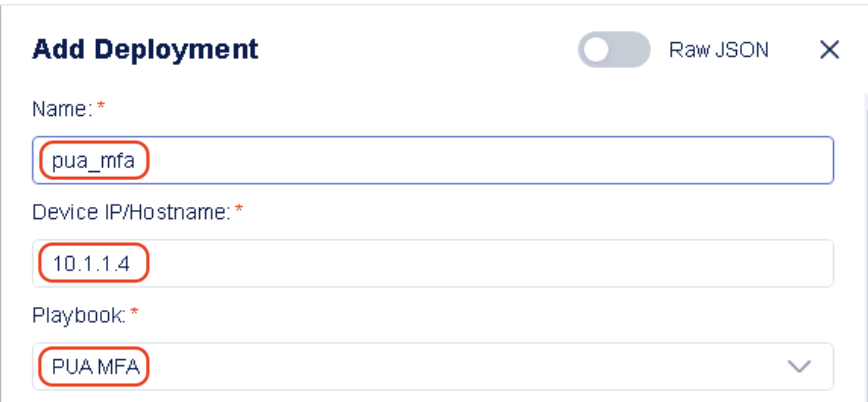 Add Deployment
Raw JSON
Name: *
pua_mfa
Device IP/Hostname: *
10.1.1.4
Playbook: *
PUA MFA